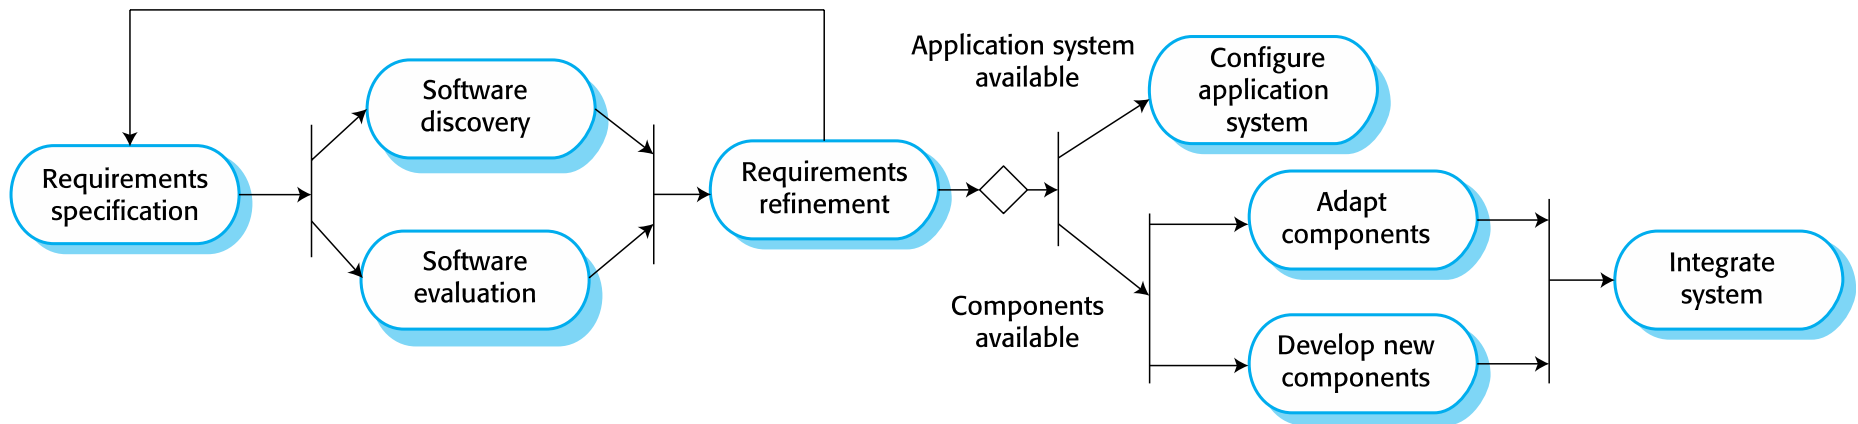 Requirements
specification
Software
discovery
Software
evaluation
Requirements
refinement
Application system
available
Configure
application
system
Components
available
Adapt
components
Develop new
components
Integrate
system